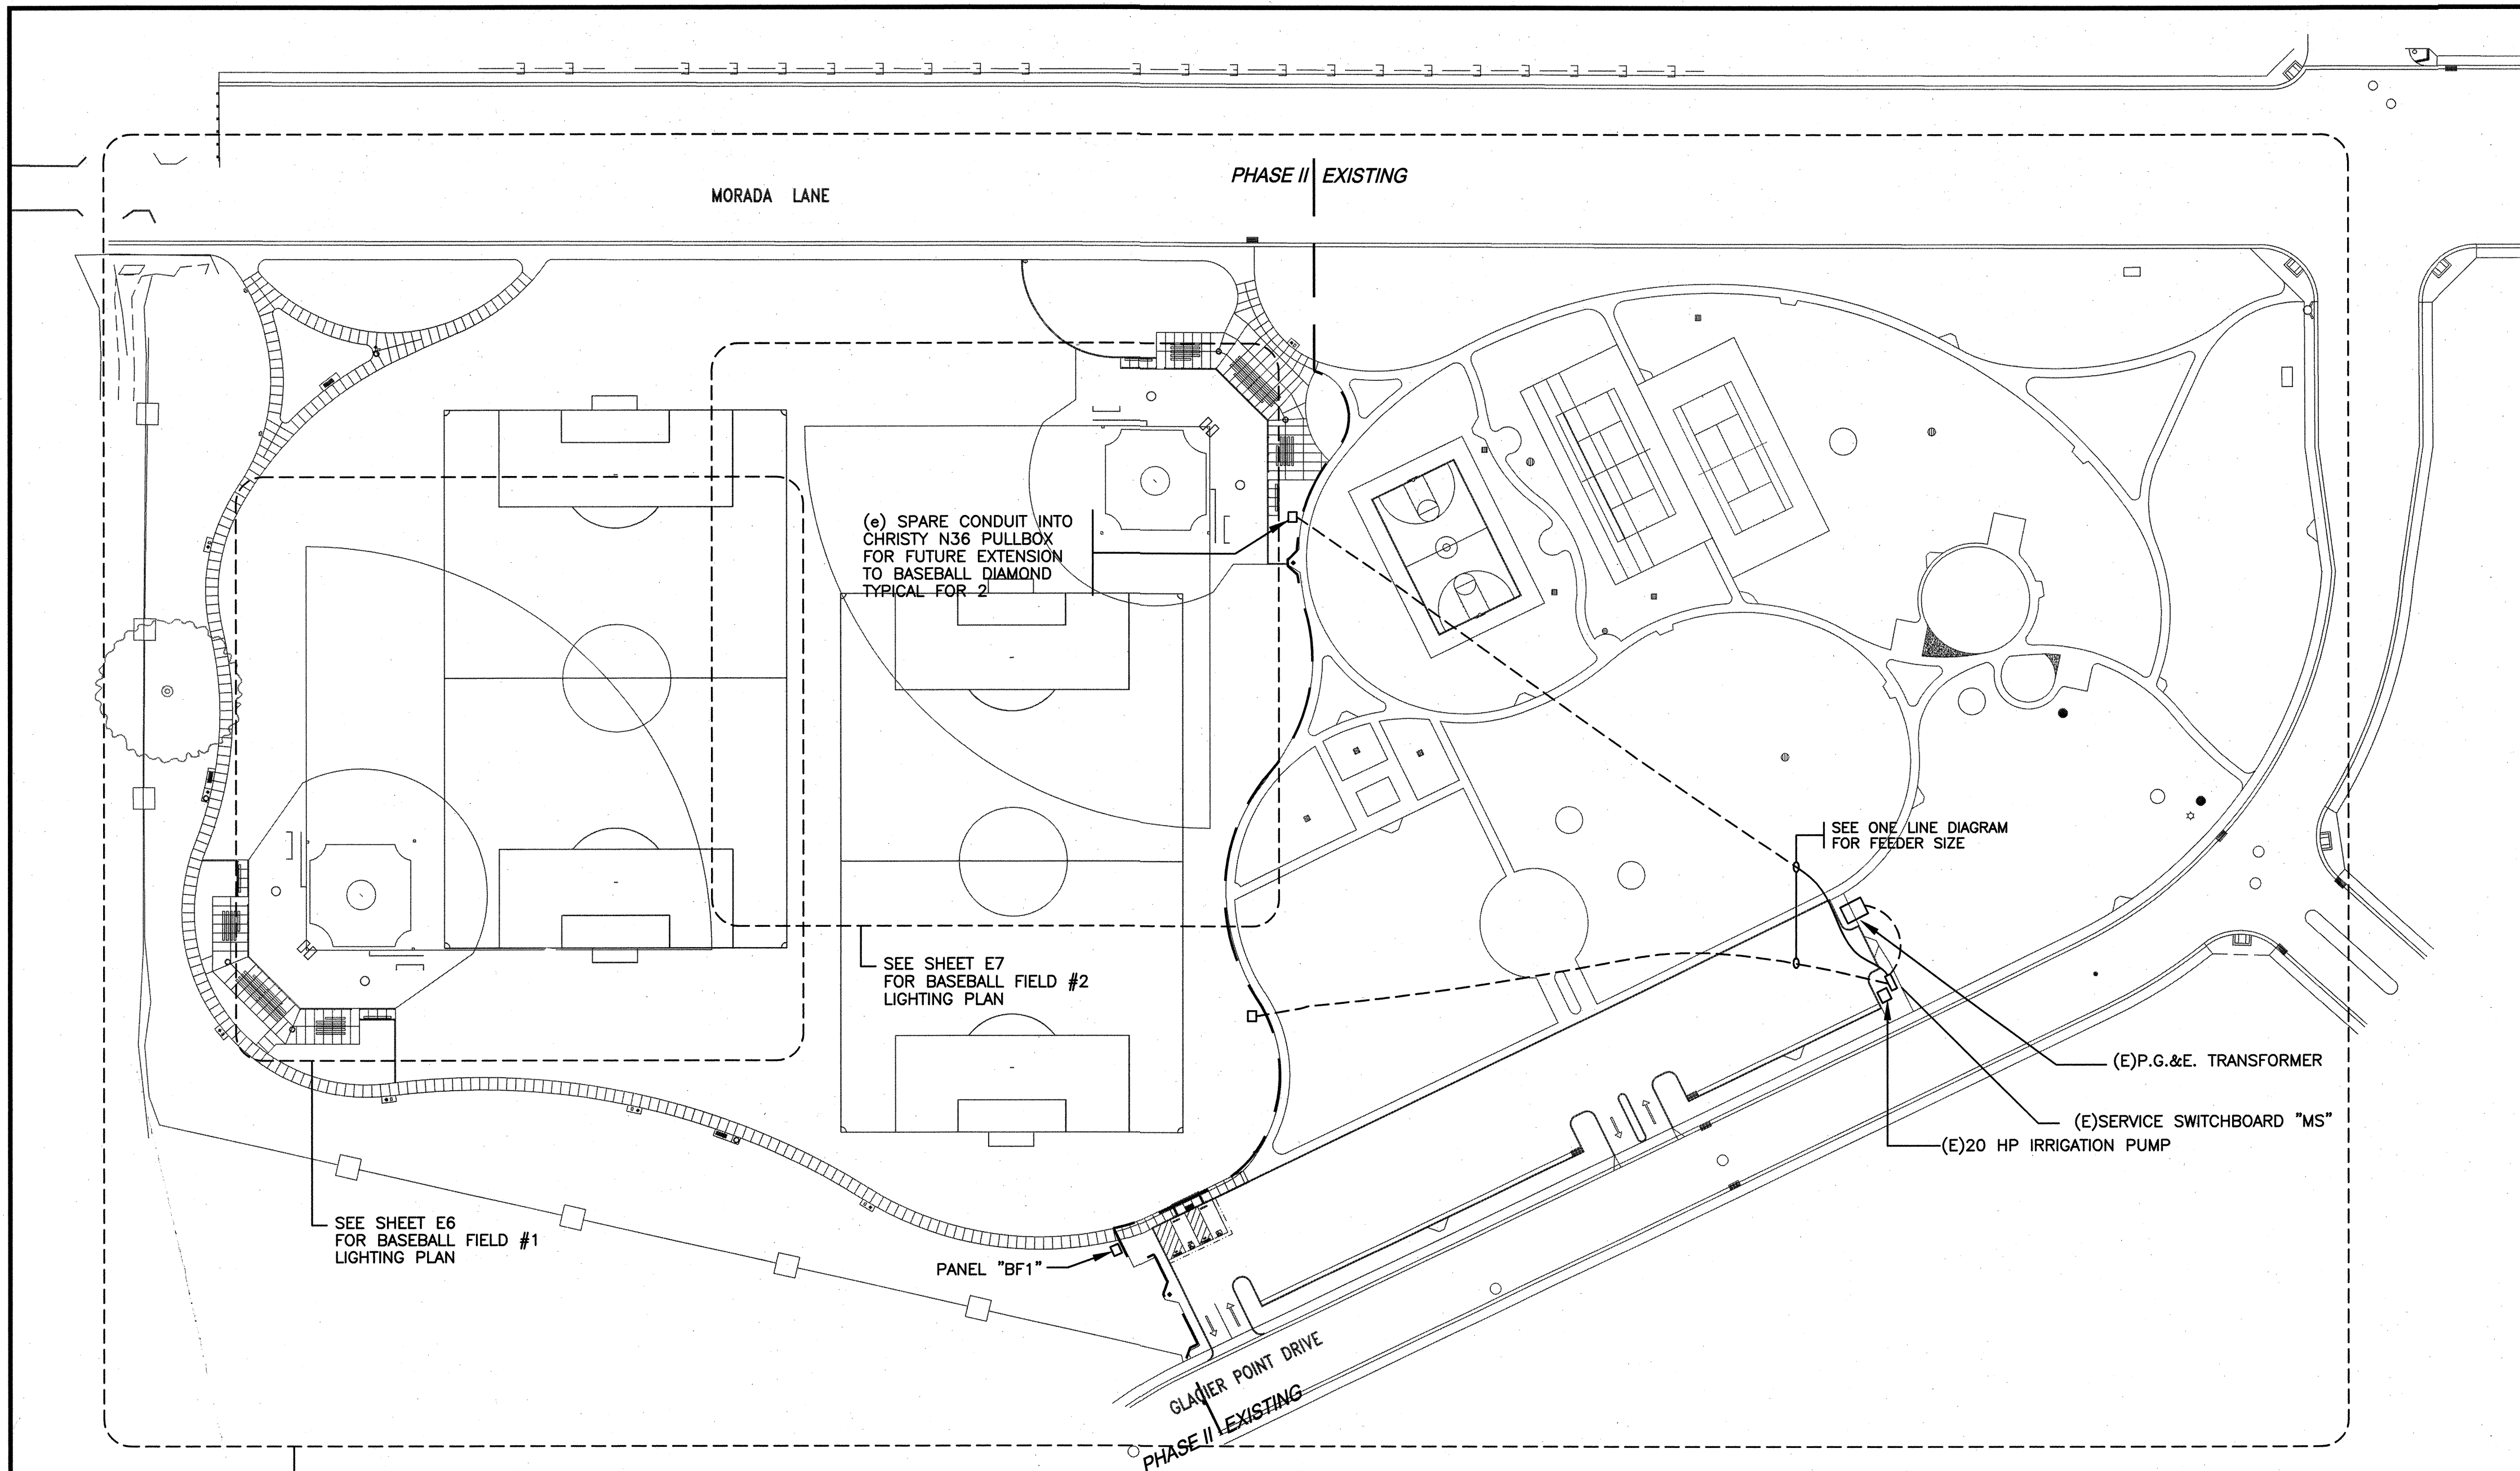 PHASE II EXISTING
MORADA LANE
(e) SPARE CONDUIT INTO
CHRISTY N36 PULLBOX
FOR FUTURE EXTENSION
TO BASEBALL DIAMOND
TYPICAL FOR 2
SEE ONE LINE DIAGRAM
FOR FEEDER SIZE
SEE SHEET E7
FOR BASEBALL FIELD #2
LIGHTING PLAN
(E)P.G.&E. TRANSFORMER
(E)SERVICE SWITCHBOARD "MS"
(E)20 HP IRRIGATION PUMP
SEE SHEET E6
FOR BASEBALL FIELD #1
LIGHTING PLAN
PANEL "BF1"
GLACIER POINT DRIVE
PHASE II EXISTING